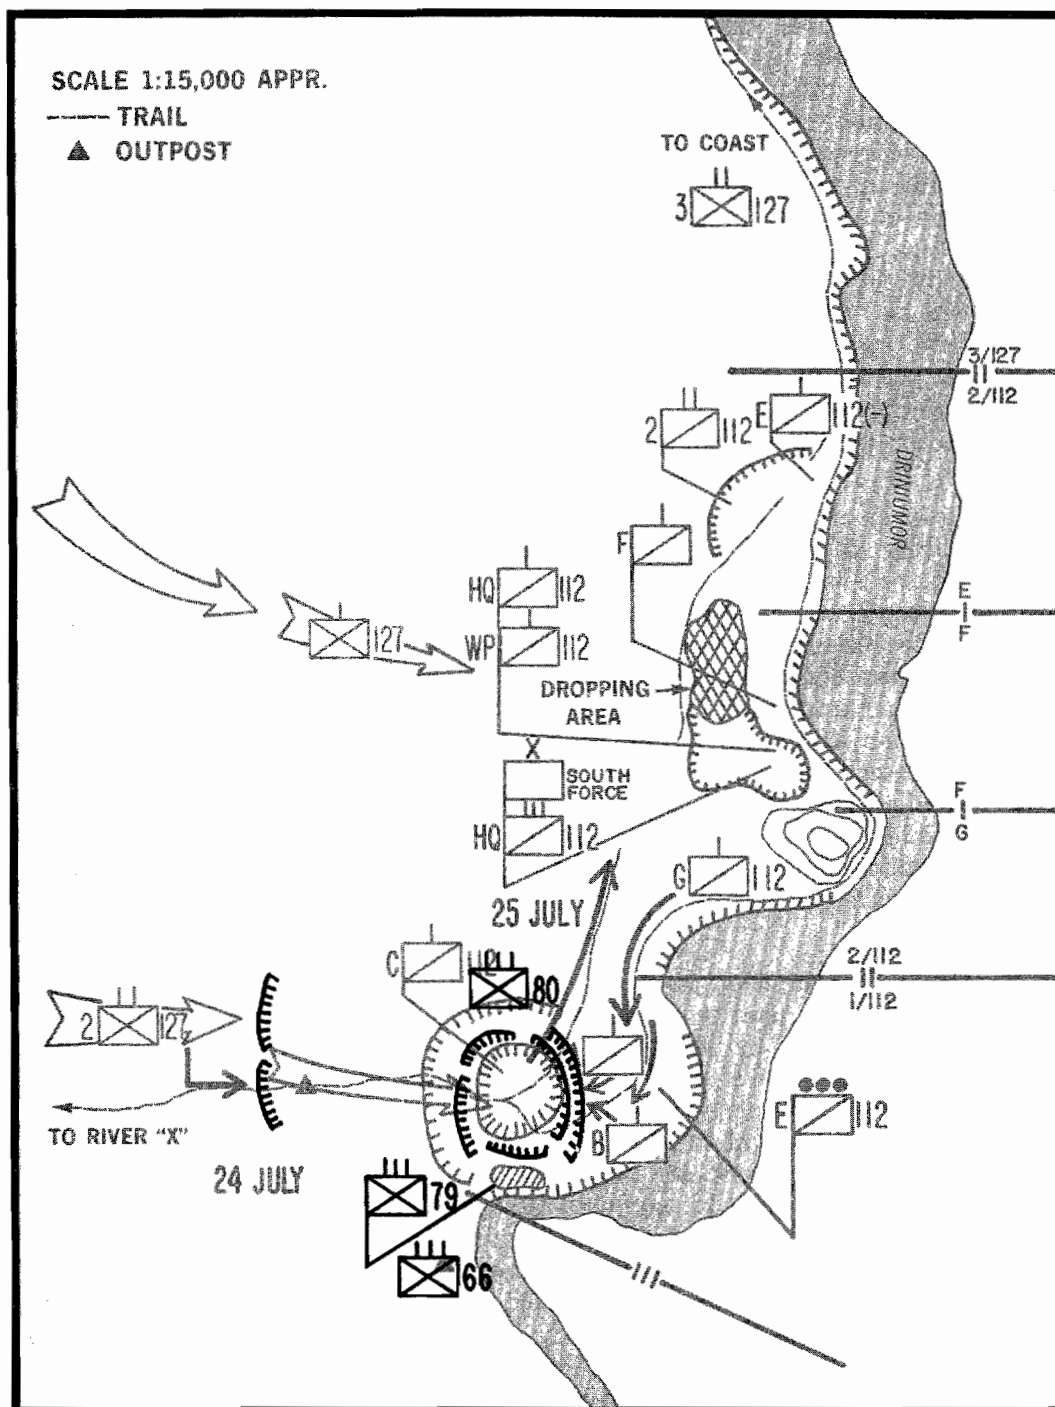 SCALE 1:15,000 APPR.
TRAIL
OUTPOST
TO COAST
3 127
3/127
2/112
2 112
E 112(-)
DRINIUMOR
F
HQ 112
E
F
127
WP 112
DROPPING
AREA
X
SOUTH
FORCE
HQ 112
F
G
G 112
25 JULY
C
80
2/112
1/112
2 127
TO RIVER "X"
B
E 112
24 JULY
79
66